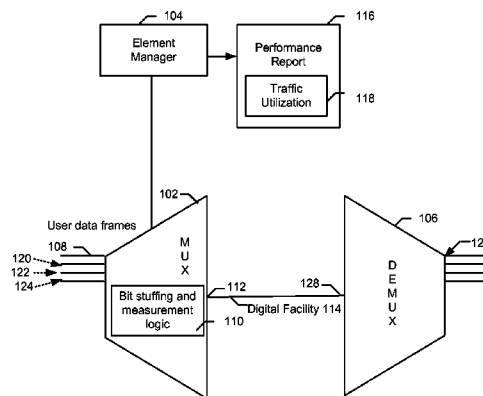 104
116
Element
Manager
Performance
Report
Traffic
Utilization
118
102
106
User data frames
108
120
122
124
M
U
X
D
E
M
U
X
12
Bit stuffing and
measurement
logic
110
112
128
Digital Facility 114